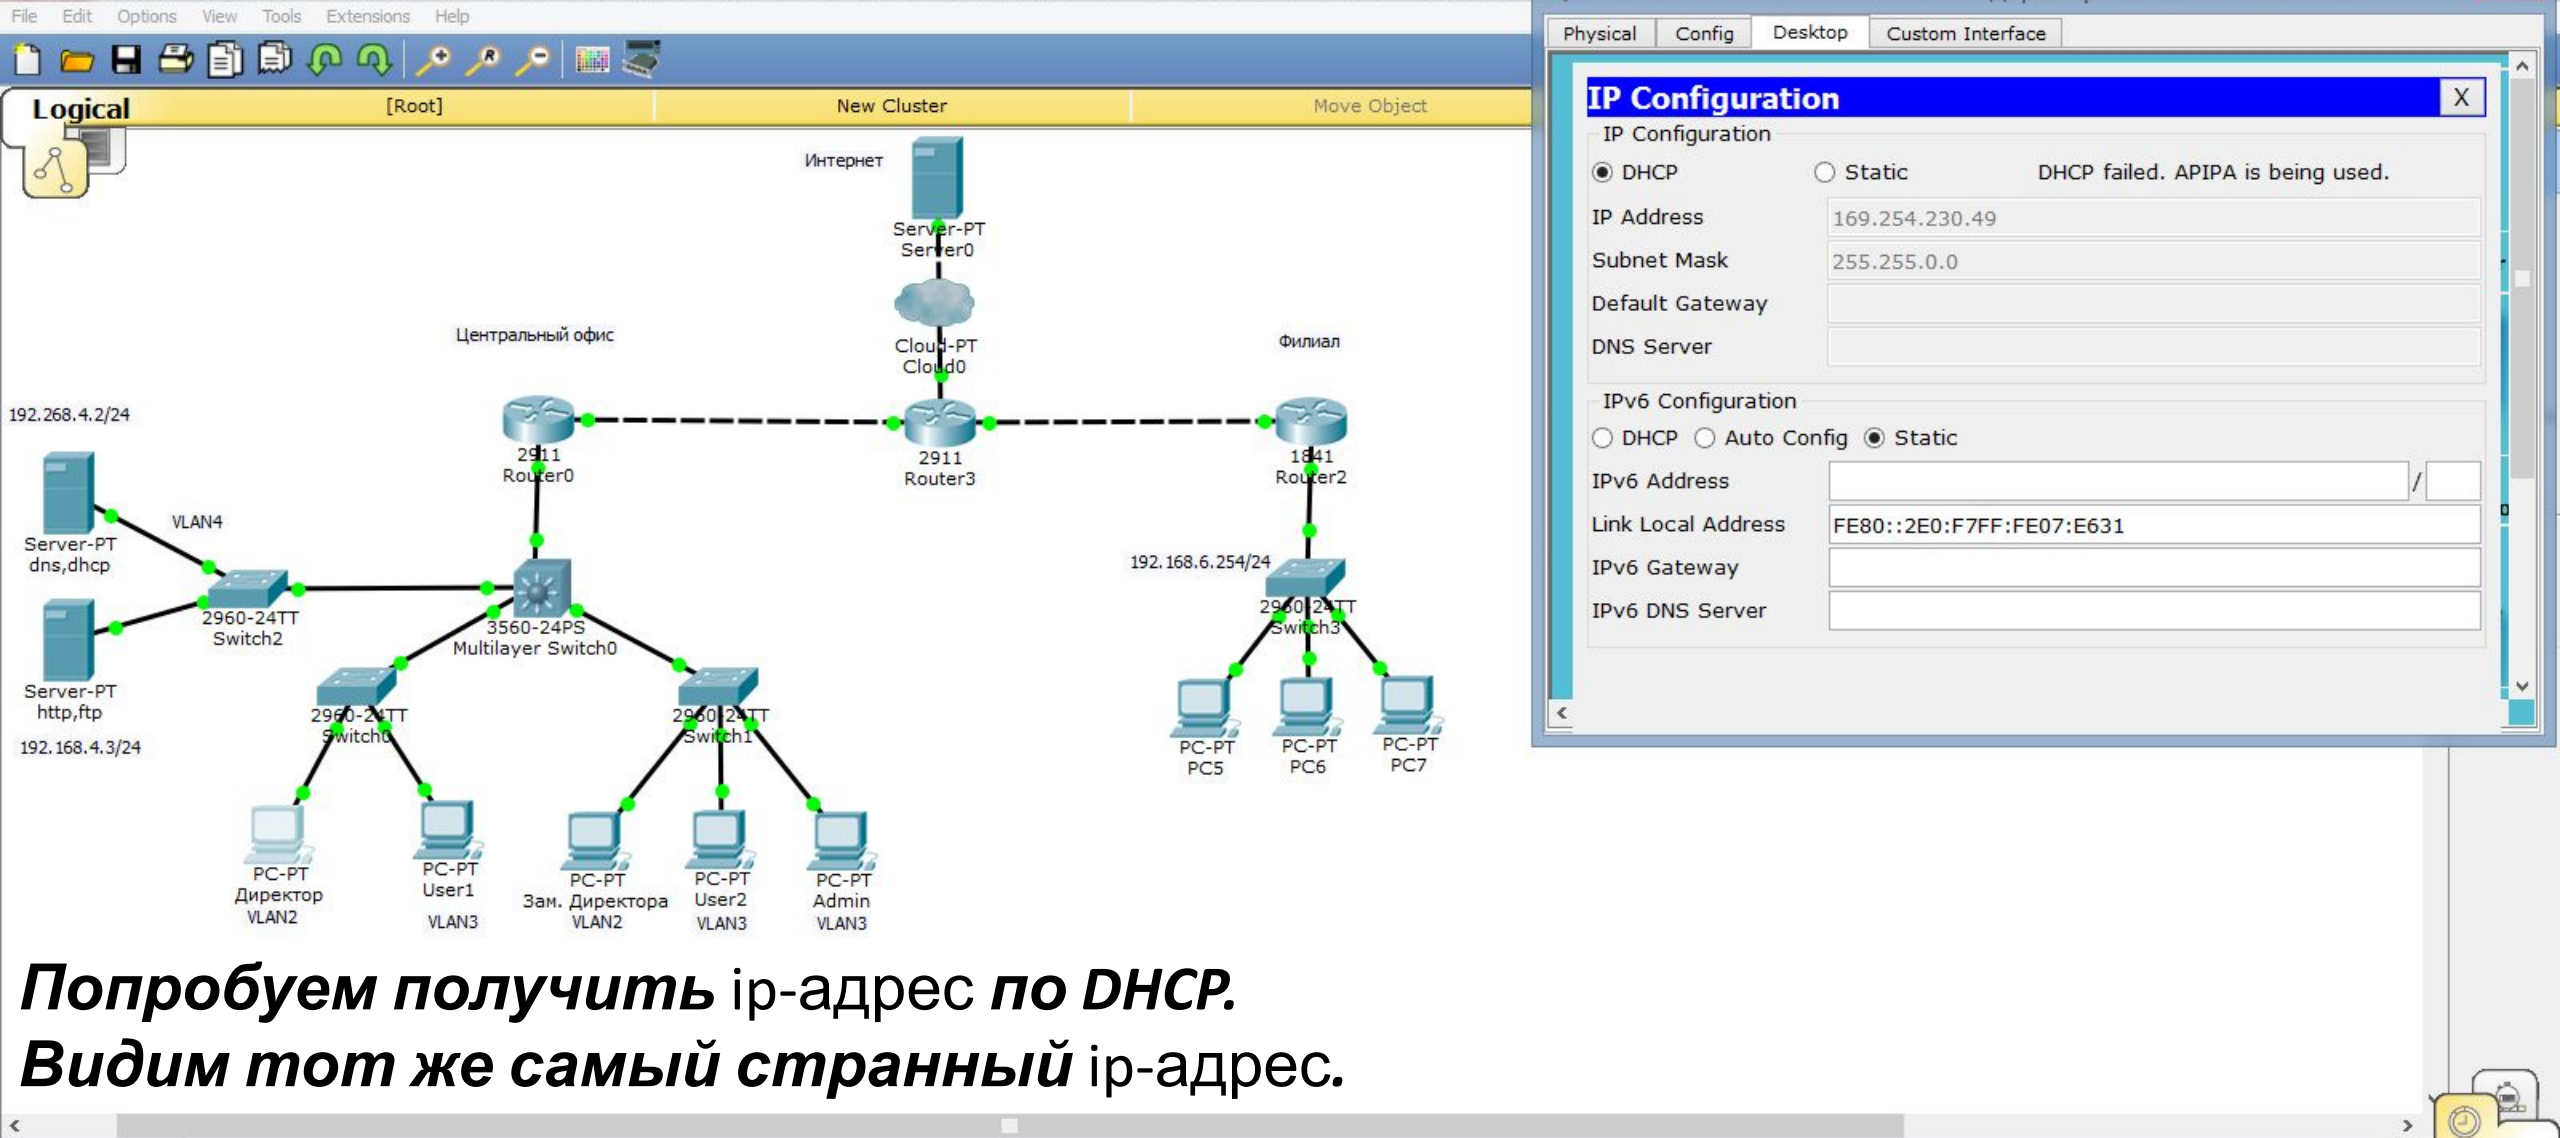 File Edit Options View Tools Extensions Help
Logical [Root] New Cluster Move Object
Интернет
Server-PT
Server0
Cloud-PT
Cloud0
Центральный офис
Филиал
192.268.4.2/24
2911
Router0
2911
Router3
1841
Router2
VLAN4
Server-PT
dns,dhcp
192.168.6.254/24
2960-24TT
Switch2
3560-24PS
Multilayer Switch0
2960-24TT
Switch3
Server-PT
http,ftp
192.168.4.3/24
2960-24TT
Switch0
2960-24TT
Switch1
PC-PT
PC5
PC-PT
PC6
PC-PT
PC7
PC-PT
Директор
VLAN2
PC-PT
User1
VLAN3
PC-PT
Зам. Директора
VLAN2
PC-PT
User2
VLAN3
PC-PT
Admin
VLAN3
Physical Config Desktop Custom Interface
IP Configuration X
IP Configuration
DHCP Static DHCP failed. APIPA is being used.
IP Address 169.254.230.49
Subnet Mask 255.255.0.0
Default Gateway
DNS Server
IPv6 Configuration
DHCP Auto Config Static
IPv6 Address /
Link Local Address FE80::2E0:F7FF:FE07:E631
IPv6 Gateway
IPv6 DNS Server
Попробуем получить ip-адрес по DHCP.
Видим тот же самый странный ip-адрес.